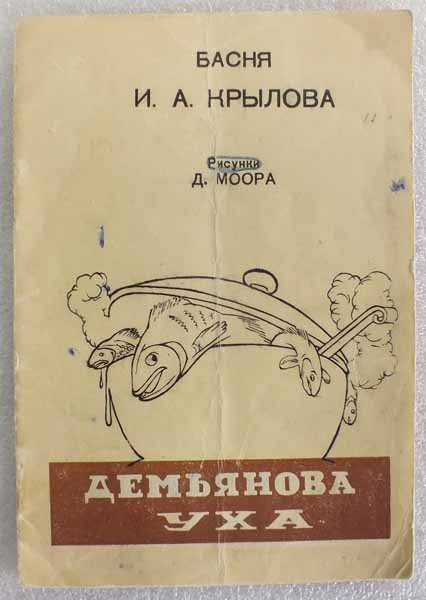 БАСНЯ
И. А. КРЫЛОВА
Рисунки
Д. МООРА
ДЕМЬЯНОВА
УХА